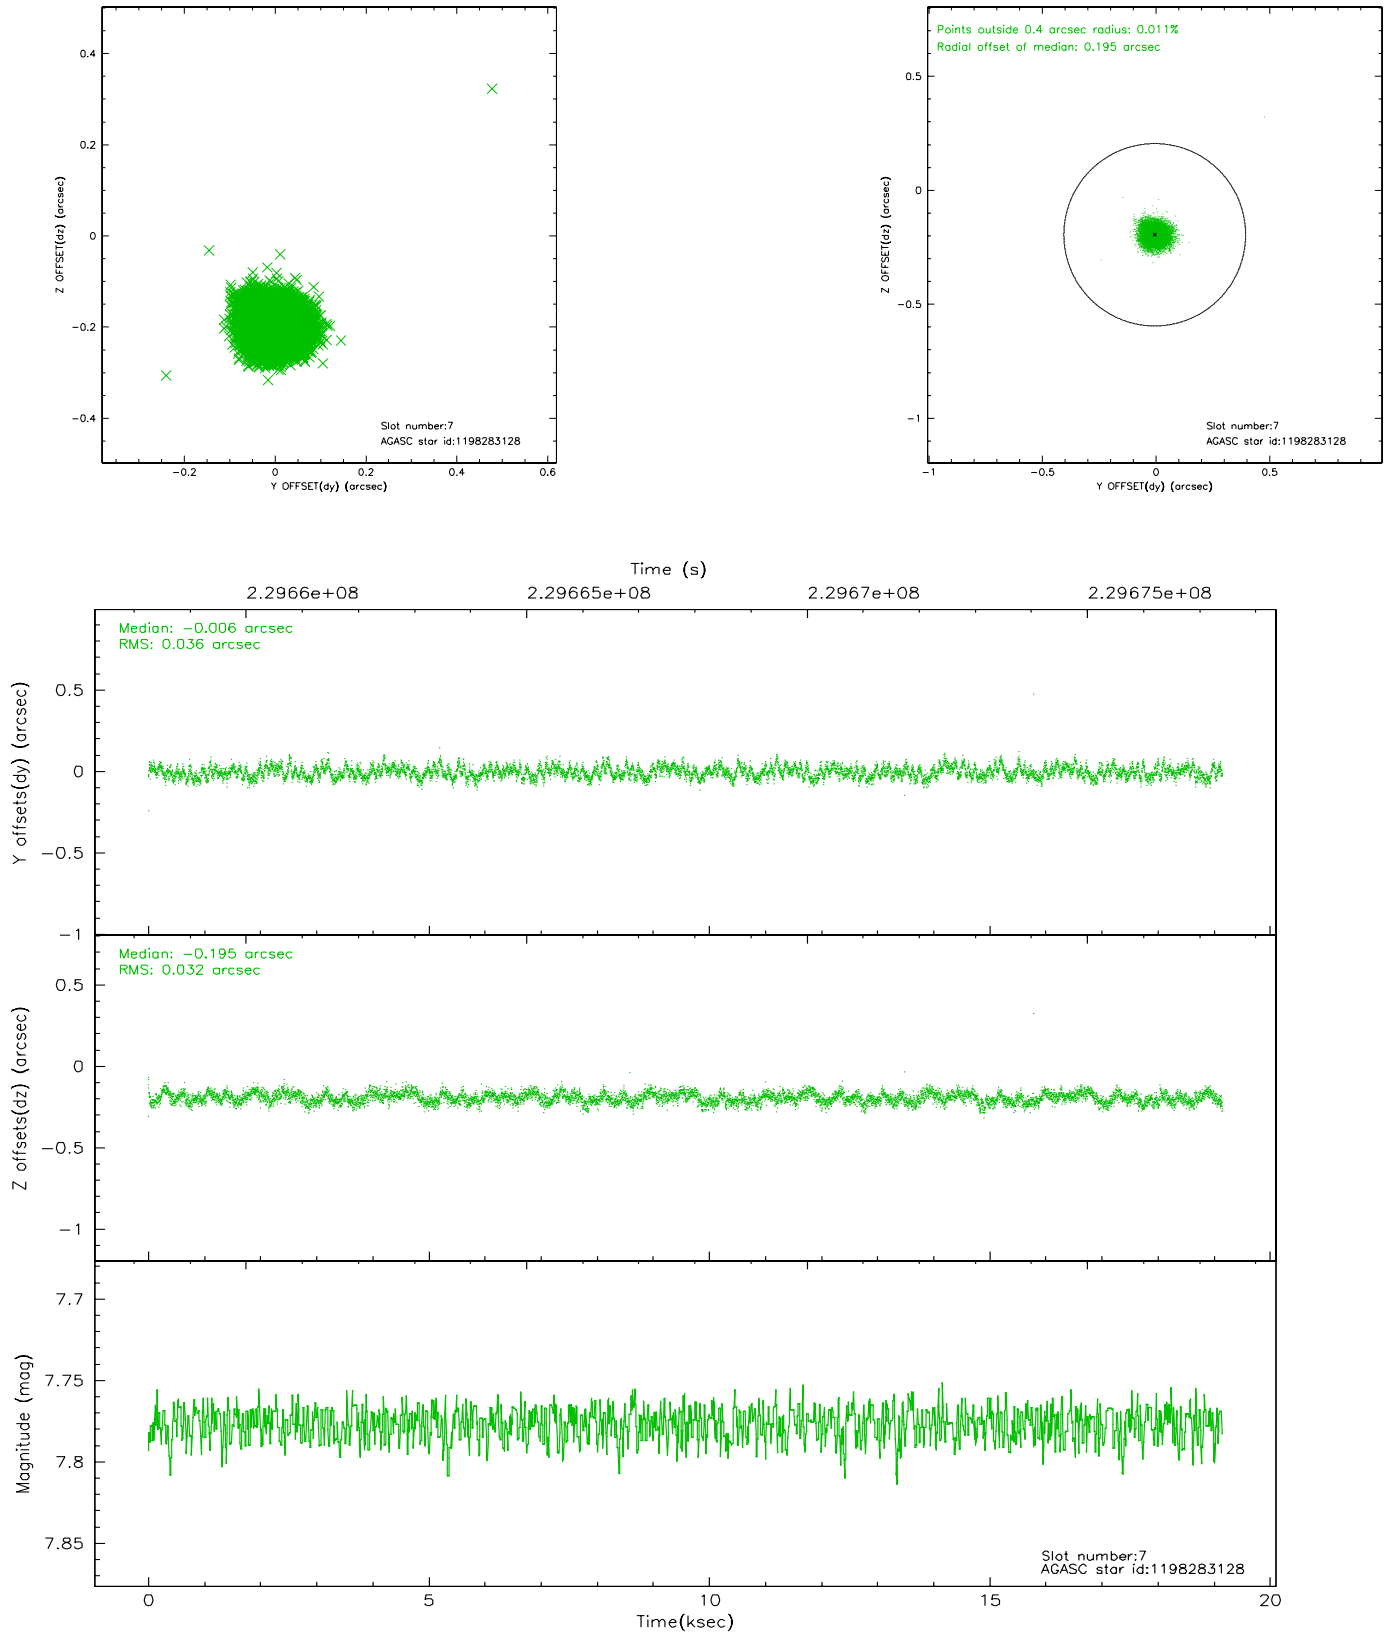 0.4
0.2
0
−0.2
−0.4
Z OFFSET(dz) (arcsec)
Slot number:7
AGASC star id:1198283128
−0.2
0
0.2
0.4
0.6
Y OFFSET(dy) (arcsec)
Points outside 0.4 arcsec radius: 0.011%
Radial offset of median: 0.195 arcsec
0.5
0
−0.5
−1
Z OFFSET(dz) (arcsec)
Slot number:7
AGASC star id:1198283128
−1
−0.5
0
0.5
Y OFFSET(dy) (arcsec)
Time (s)
2.2966e+08
2.29665e+08
2.2967e+08
2.29675e+08
Median: −0.006 arcsec
RMS: 0.036 arcsec
0.5
0
−0.5
−1
Y offsets(dy) (arcsec)
Median: −0.195 arcsec
RMS: 0.032 arcsec
0.5
0
−0.5
−1
Z offsets(dz) (arcsec)
7.7
7.75
7.8
7.85
Magnitude (mag)
Slot number:7
AGASC star id:1198283128
0
5
10
15
20
Time(ksec)